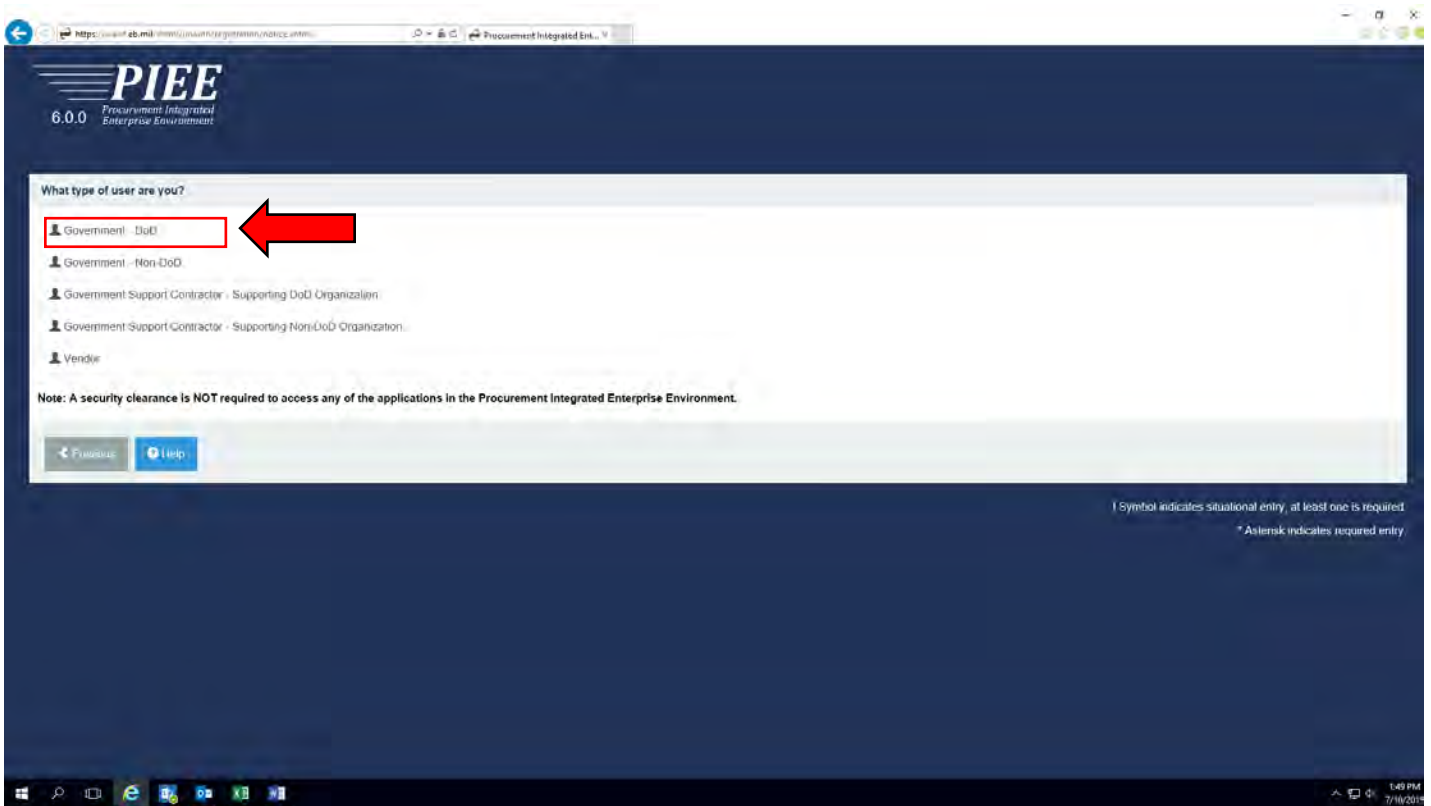 Procurement Integrated Ent...
PIEE
6.0.0 Procurement Integrated
Enterprise Environment
What type of user are you?
Government - DoD
Government - Non-DoD
Government Support Contractor - Supporting DoD Organization
Government Support Contractor - Supporting Non-DoD Organization
Vendor
Note: A security clearance is NOT required to access any of the applications in the Procurement Integrated Enterprise Environment.
Previous Help
! Symbol indicates situational entry, at least one is required
* Asterisk indicates required entry
1:49 PM